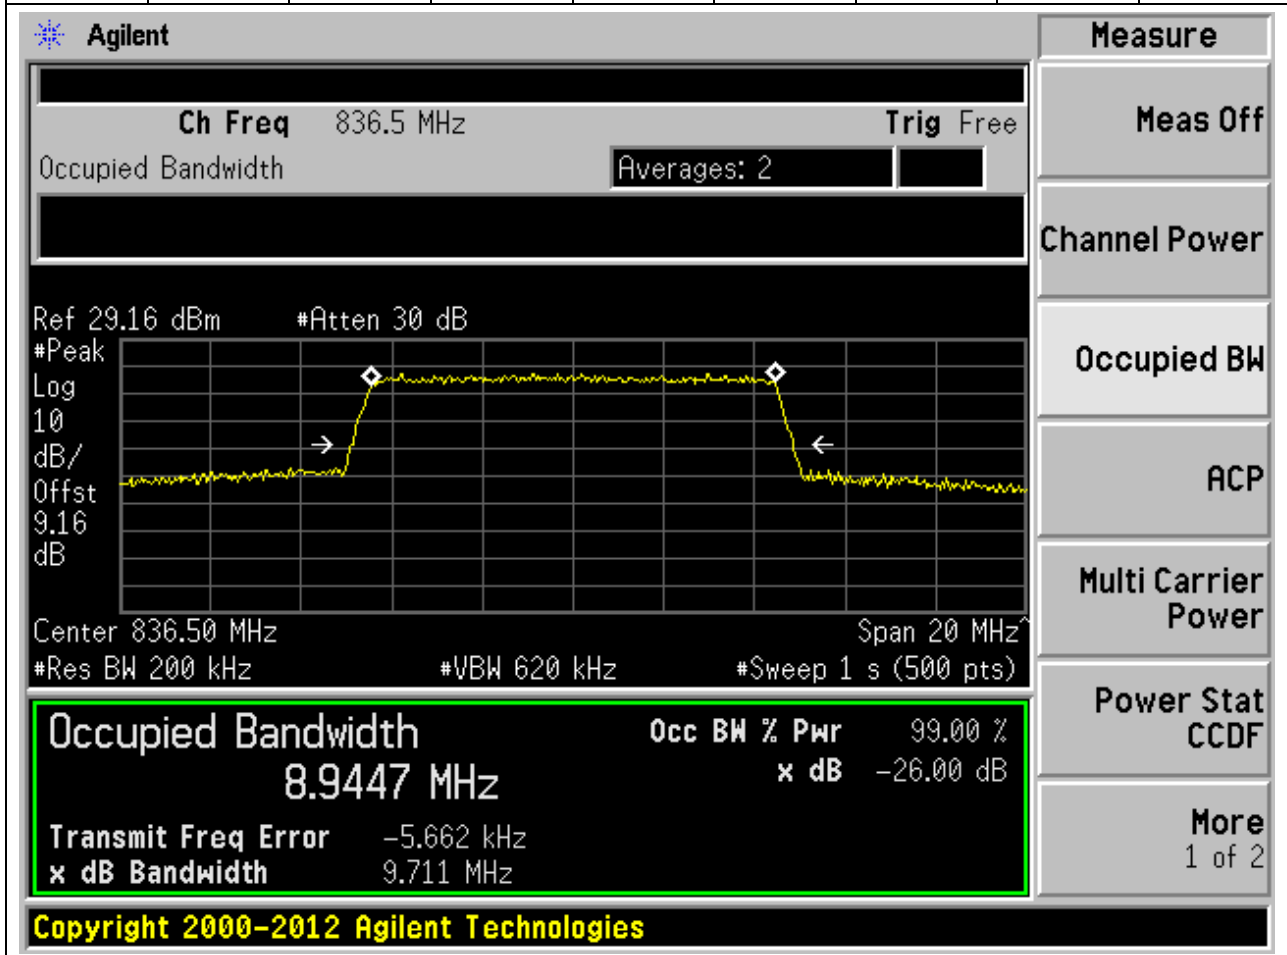 Agilent
Measure
Ch Freq 836.5 MHz Trig Free
Meas Off
Occupied Bandwidth Averages: 2
Channel Power
Ref 29.16 dBm #Atten 30 dB
#Peak
Log
10
dB/
Offst
9.16
dB
Occupied BW
ACP
Center 836.50 MHz Span 20 MHz^
#Res BW 200 kHz #VBW 620 kHz #Sweep 1 s (500 pts)
Multi Carrier
Power
Occupied Bandwidth Occ BW % Pwr 99.00 %
8.9447 MHz x dB -26.00 dB
Transmit Freq Error -5.662 kHz
x dB Bandwidth 9.711 MHz
Power Stat
CCDF
More
1 of 2
Copyright 2000-2012 Agilent Technologies